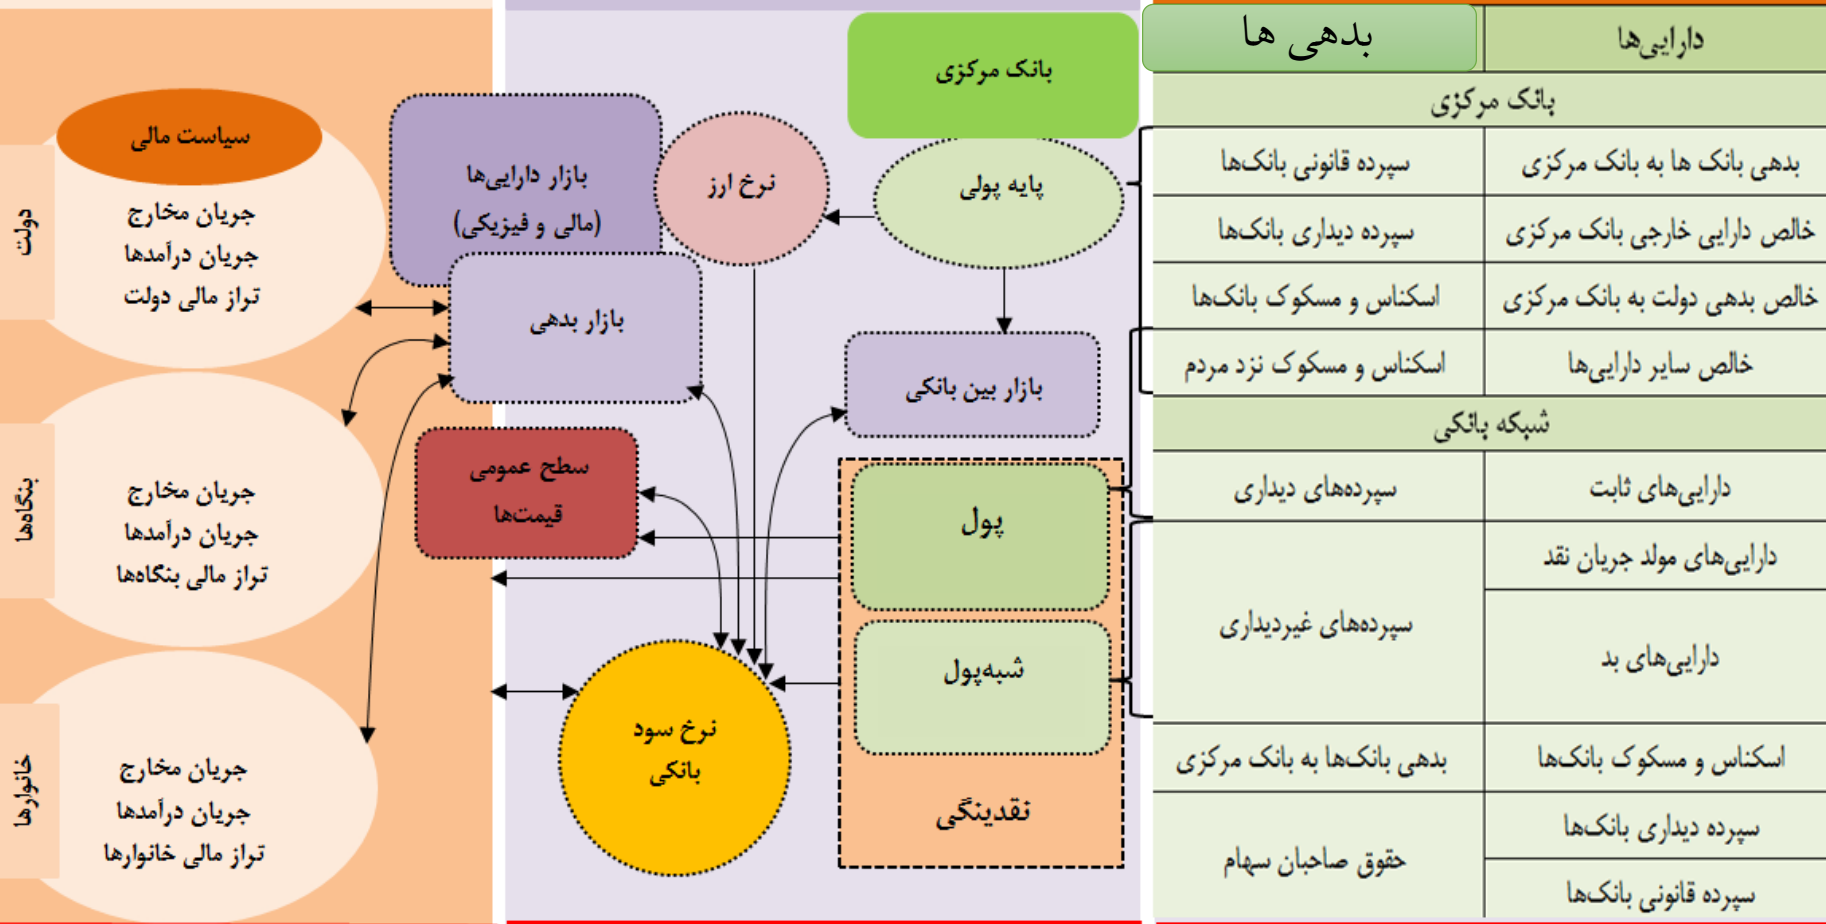 دارایی‌ها
بدهی ها
بانک مرکزی
بدهی بانک ها به بانک مرکزی
سپرده قانونی بانک‌ها
خالص دارایی خارجی بانک مرکزی
سپرده دیداری بانک‌ها
خالص بدهی دولت به بانک مرکزی
اسکناس و مسکوک بانک‌ها
خالص سایر دارایی‌ها
اسکناس و مسکوک نزد مردم
شبکه بانکی
دارایی‌های ثابت
سپرده‌های دیداری
دارایی‌های مولد جریان نقد
سپرده‌های غیردیداری
دارایی‌های بد
اسکناس و مسکوک بانک‌ها
بدهی بانک‌ها به بانک مرکزی
سپرده دیداری بانک‌ها
حقوق صاحبان سهام
سپرده قانونی بانک‌ها
بانک مرکزی
پایه پولی
نرخ ارز
بازار دارایی‌ها
(مالی و فیزیکی)
بازار بدهی
بازار بین بانکی
سطح عمومی
قیمت‌ها
پول
شبه‌پول
نقدینگی
نرخ سود
بانکی
سیاست مالی
جریان مخارج
جریان درآمدها
تراز مالی دولت
دولت
جریان مخارج
جریان درآمدها
تراز مالی بنگاه‌ها
بنگاه‌ها
جریان مخارج
جریان درآمدها
تراز مالی خانوارها
خانوارها